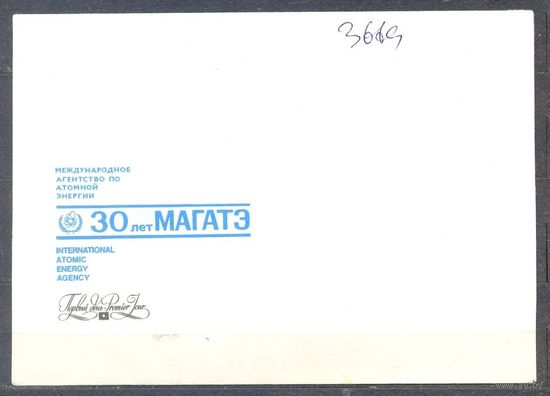 3669
МЕЖДУНАРОДНОЕ
АГЕНТСТВО ПО
АТОМНОЙ
ЭНЕРГИИ
30 лет МАГАТЭ
INTERNATIONAL
ATOMIC
ENERGY
AGENCY
Первый день Premier Jour